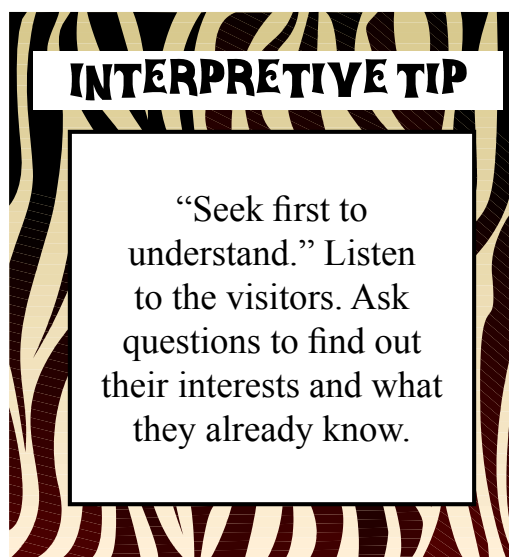 INTERPRETIVE TIP
“Seek first to
understand.” Listen
to the visitors. Ask
questions to find out
their interests and what
they already know.